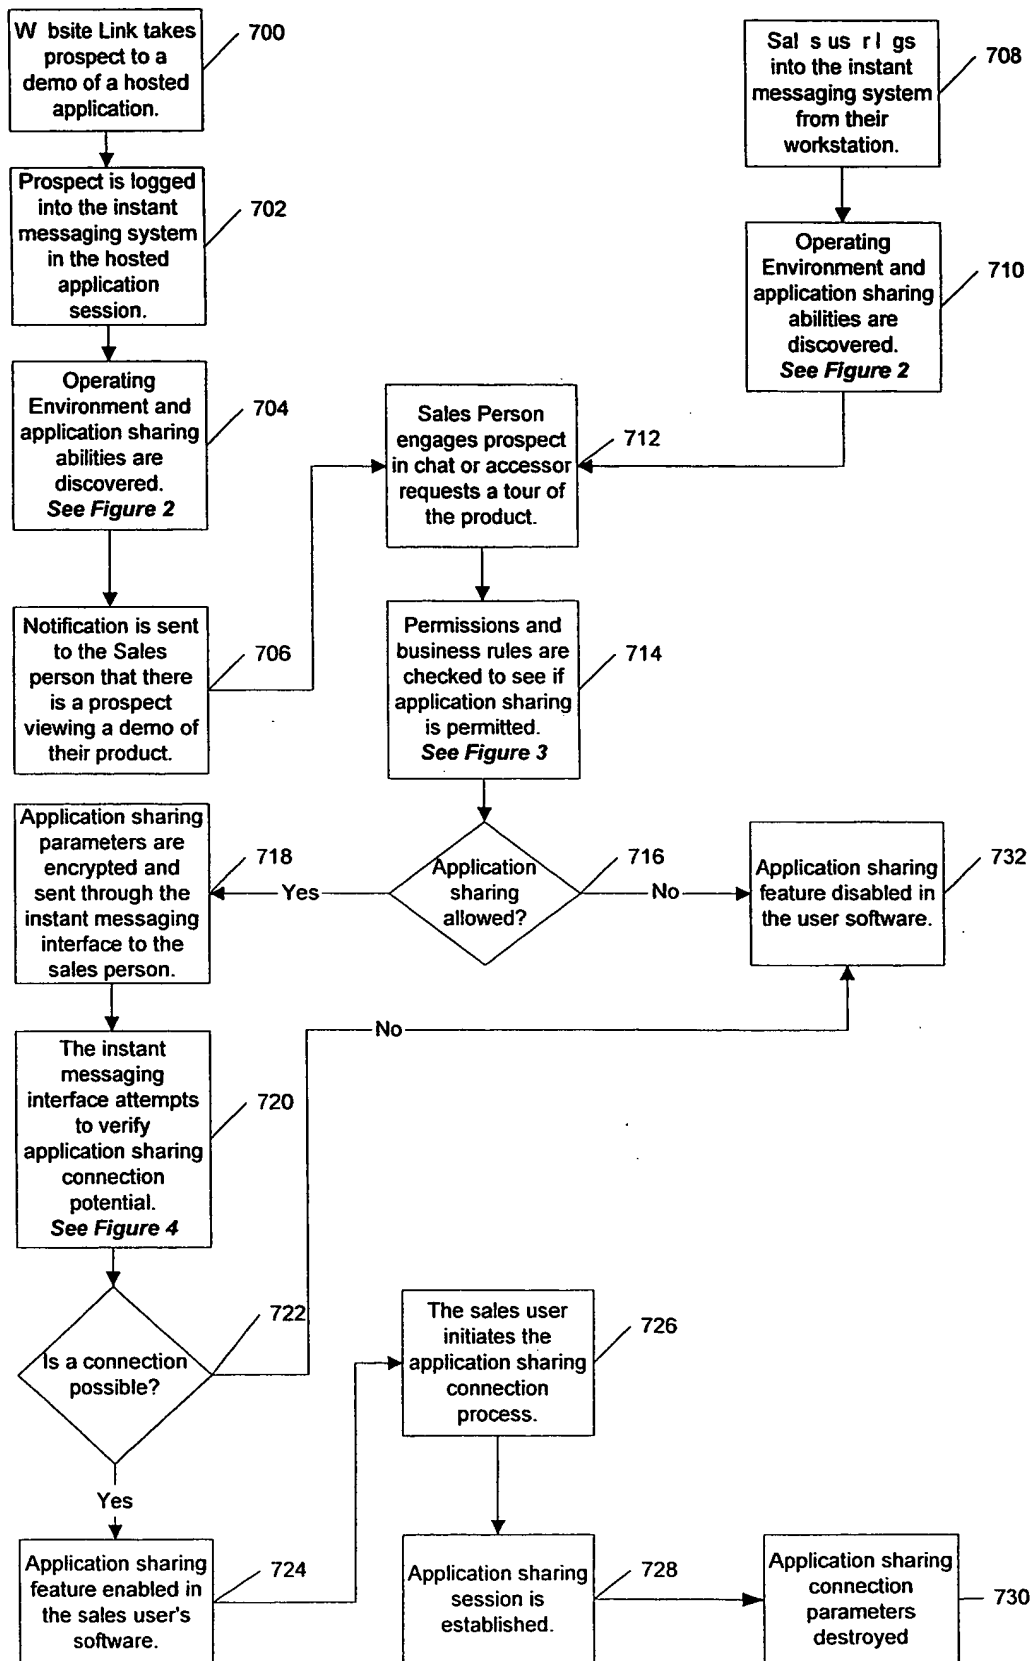 W bsite Link takes
prospect to a
demo of a hosted
application.
700
Prospect is logged
into the instant
messaging system
in the hosted
application
session.
702
Operating
Environment and
application sharing
abilities are
discovered.
See Figure 2
704
Notification is sent
to the Sales
person that there
is a prospect
viewing a demo of
their product.
706
Sal s us r l gs
into the instant
messaging system
from their
workstation.
708
Operating
Environment and
application sharing
abilities are
discovered.
See Figure 2
710
Sales Person
engages prospect
in chat or accessor
requests a tour of
the product.
712
Permissions and
business rules are
checked to see if
application sharing
is permitted.
See Figure 3
714
Application
sharing
allowed?
716
Yes
No
Application sharing
parameters are
encrypted and
sent through the
instant messaging
interface to the
sales person.
718
Application sharing
feature disabled in
the user software.
732
The instant
messaging
interface attempts
to verify
application sharing
connection
potential.
See Figure 4
720
No
Is a connection
possible?
722
Yes
Application sharing
feature enabled in
the sales user's
software.
724
The sales user
initiates the
application sharing
connection
process.
726
Application sharing
session is
established.
728
Application sharing
connection
parameters
destroyed
730